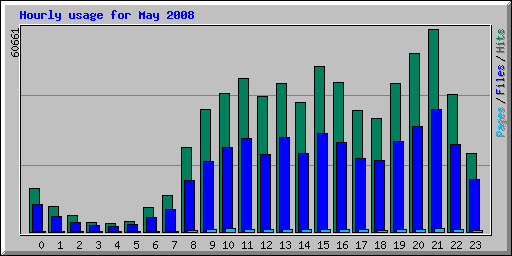 Hourly usage for May 2008
60661
Pages / Files / Hits
0 1 2 3 4 5 6 7 8 9 10 11 12 13 14 15 16 17 18 19 20 21 22 23